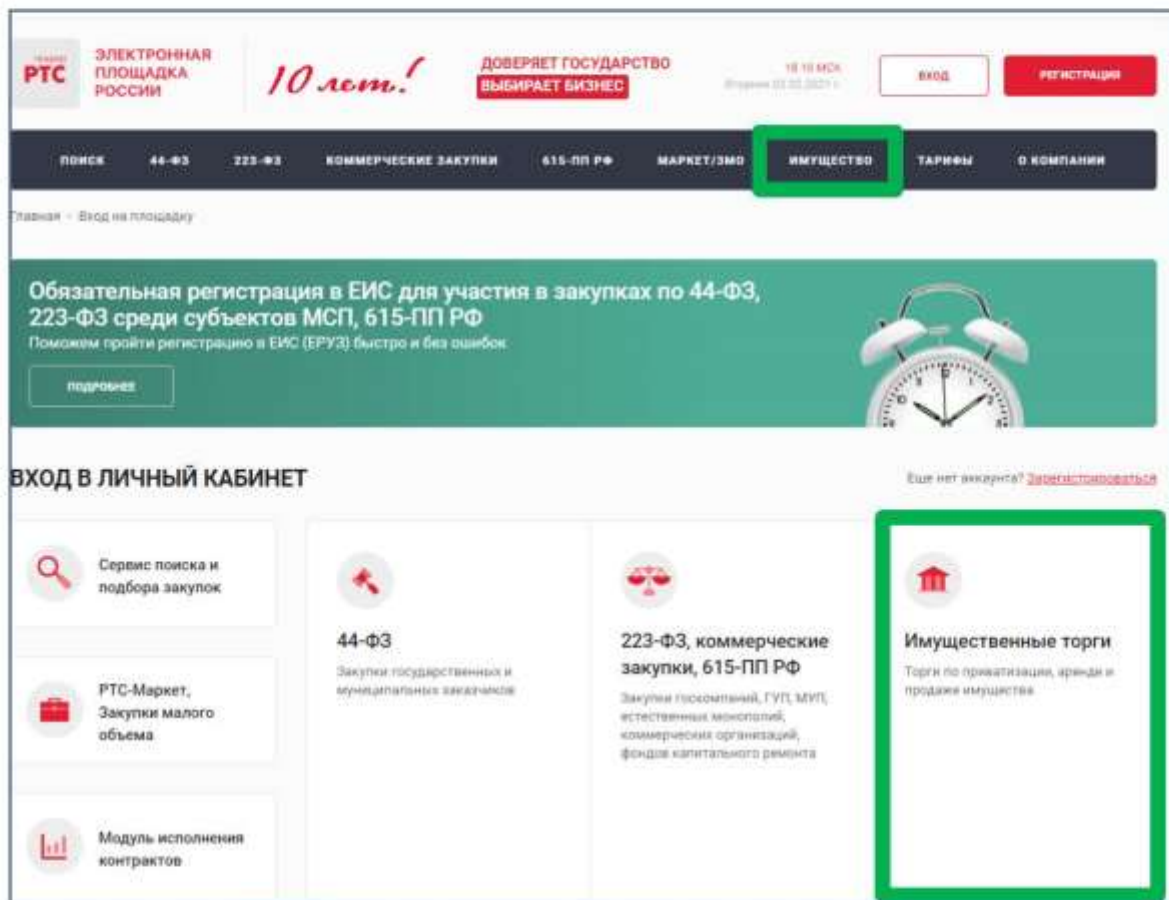 РТС
ЭЛЕКТРОННАЯ
ПЛОЩАДКА
РОССИИ
10 лет!
ДОВЕРЯЕТ ГОСУДАРСТВО
ВЫБИРАЕТ БИЗНЕС
ВХОД
РЕГИСТРАЦИЯ
ПОИСК 44-ФЗ 223-ФЗ КОММЕРЧЕСКИЕ ЗАКУПКИ 615-ПП РФ МАРКЕТ/ЗМО ИМУЩЕСТВО ТАРИФЫ О КОМПАНИИ
Главная - Вход на площадку
Обязательная регистрация в ЕИС для участия в закупках по 44-ФЗ,
223-ФЗ среди субъектов МСП, 615-ПП РФ
Поможем пройти регистрацию в ЕИС (ЕРУЗ) быстро и без ошибок
ПОДРОБНЕЕ
ВХОД В ЛИЧНЫЙ КАБИНЕТ
Еще нет аккаунта? Зарегистрироваться
Сервис поиска и
подбора закупок
РТС-Маркет,
Закупки малого
объема
Модуль исполнения
контрактов
44-ФЗ
Закупки государственных и
муниципальных заказчиков
223-ФЗ, коммерческие
закупки, 615-ПП РФ
Закупки госкомпаний, ГУП, МУП,
естественных монополий,
коммерческих организаций,
фондов капитального ремонта
Имущественные торги
Торги по приватизации, аренде и
продаже имущества